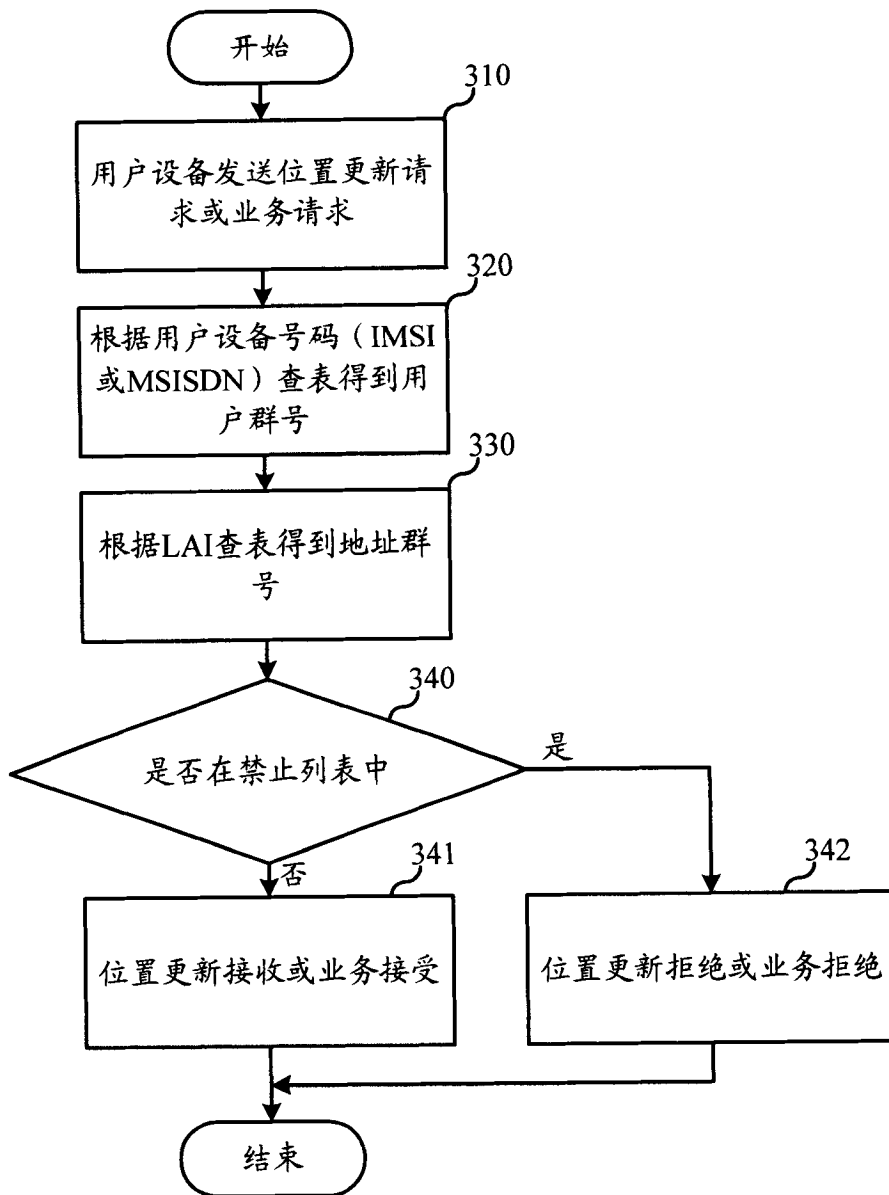 开始
310
用户设备发送位置更新请
求或业务请求
320
根据用户设备号码（IMSI
或MSISDN）查表得到用
户群号
330
根据LAI查表得到地址群
号
340
是否在禁止列表中
是
否
341
位置更新接收或业务接受
342
位置更新拒绝或业务拒绝
结束